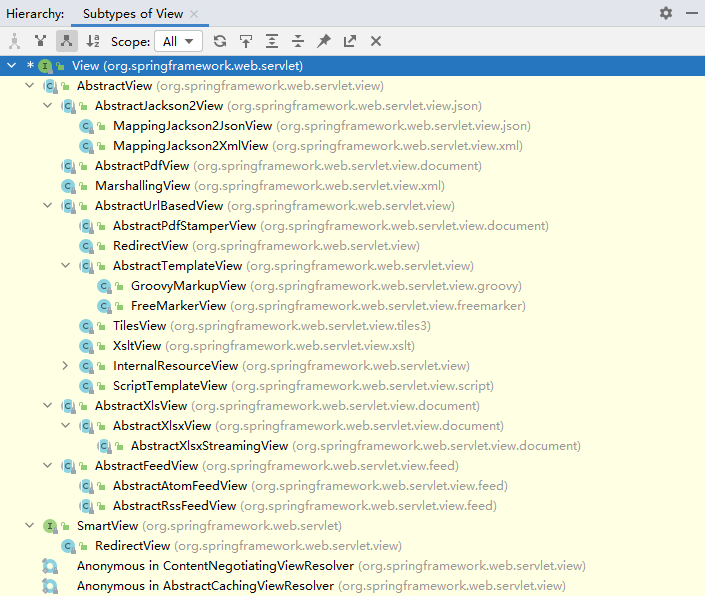 Hierarchy: Subtypes of View
Scope: All
* View (org.springframework.web.servlet)
AbstractView (org.springframework.web.servlet.view)
AbstractJackson2View (org.springframework.web.servlet.view.json)
MappingJackson2JsonView (org.springframework.web.servlet.view.json)
MappingJackson2XmlView (org.springframework.web.servlet.view.xml)
AbstractPdfView (org.springframework.web.servlet.view.document)
MarshallingView (org.springframework.web.servlet.view.xml)
AbstractUrlBasedView (org.springframework.web.servlet.view)
AbstractPdfStamperView (org.springframework.web.servlet.view.document)
RedirectView (org.springframework.web.servlet.view)
AbstractTemplateView (org.springframework.web.servlet.view)
GroovyMarkupView (org.springframework.web.servlet.view.groovy)
FreeMarkerView (org.springframework.web.servlet.view.freemarker)
TilesView (org.springframework.web.servlet.view.tiles3)
XsltView (org.springframework.web.servlet.view.xslt)
InternalResourceView (org.springframework.web.servlet.view)
ScriptTemplateView (org.springframework.web.servlet.view.script)
AbstractXlsView (org.springframework.web.servlet.view.document)
AbstractXlsxView (org.springframework.web.servlet.view.document)
AbstractXlsxStreamingView (org.springframework.web.servlet.view.document)
AbstractFeedView (org.springframework.web.servlet.view.feed)
AbstractAtomFeedView (org.springframework.web.servlet.view.feed)
AbstractRssFeedView (org.springframework.web.servlet.view.feed)
SmartView (org.springframework.web.servlet)
RedirectView (org.springframework.web.servlet.view)
Anonymous in ContentNegotiatingViewResolver (org.springframework.web.servlet.view)
Anonymous in AbstractCachingViewResolver (org.springframework.web.servlet.view)